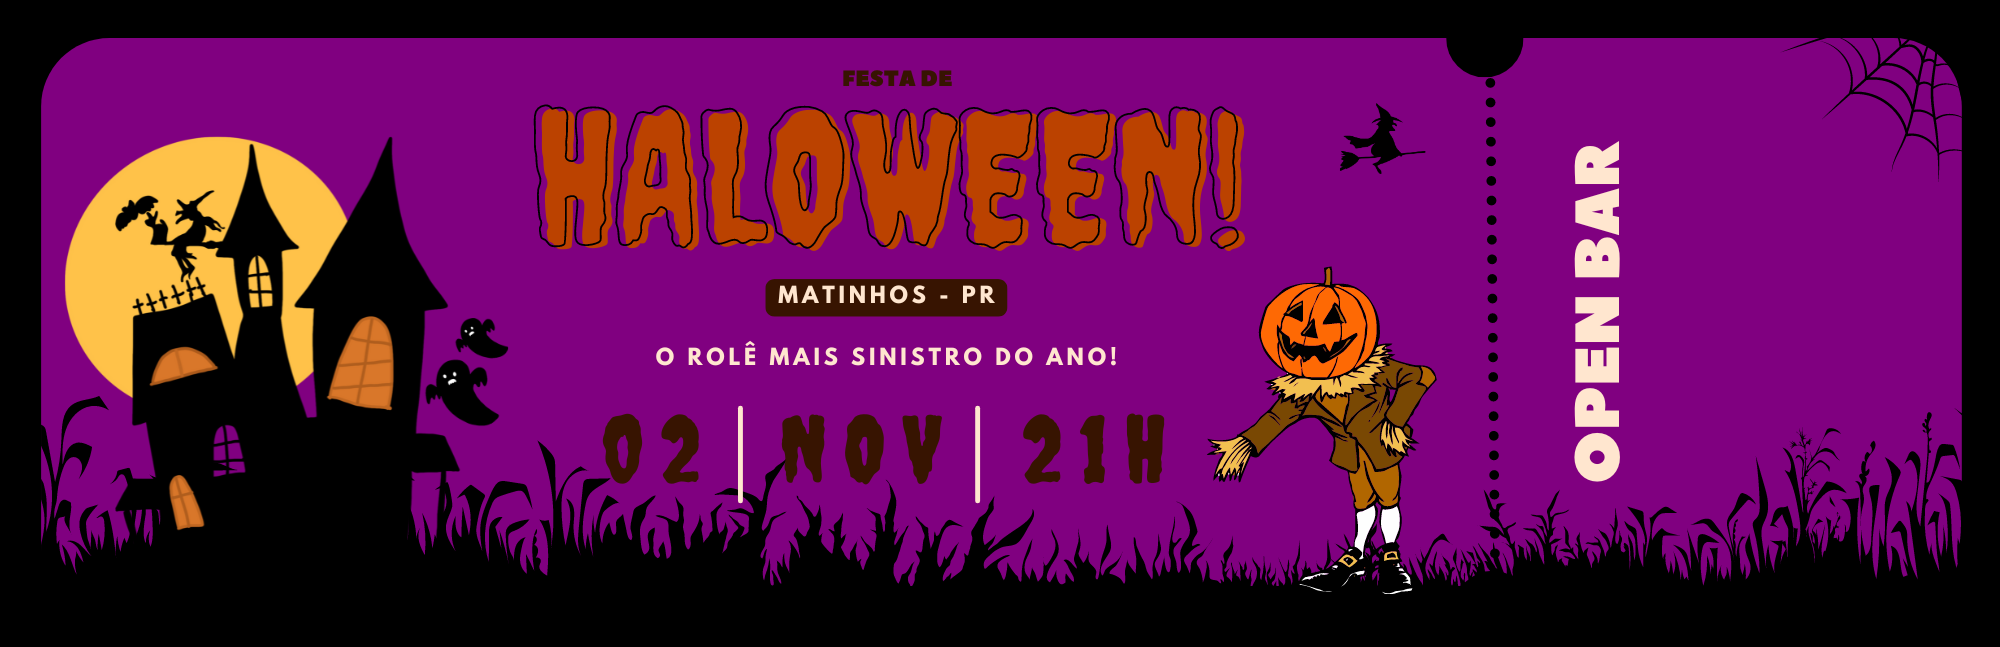 FESTA DE
HALOWEEN!
MATINHOS - PR
O ROLÊ MAIS SINISTRO DO ANO!
02 NOV 21H
OPEN BAR